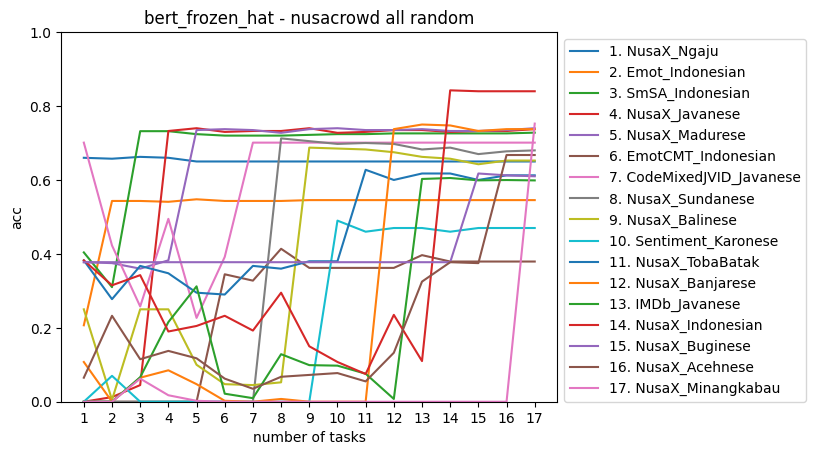 bert_frozen_hat - nusacrowd all random
1.0
0.8
0.6
0.4
0.2
0.0
acc
1 2 3 4 5 6 7 8 9 10 11 12 13 14 15 16 17
number of tasks
1. NusaX_Ngaju
2. Emot_Indonesian
3. SmSA_Indonesian
4. NusaX_Javanese
5. NusaX_Madurese
6. EmotCMT_Indonesian
7. CodeMixedJVID_Javanese
8. NusaX_Sundanese
9. NusaX_Balinese
10. Sentiment_Karonese
11. NusaX_TobaBatak
12. NusaX_Banjarese
13. IMDb_Javanese
14. NusaX_Indonesian
15. NusaX_Buginese
16. NusaX_Acehnese
17. NusaX_Minangkabau